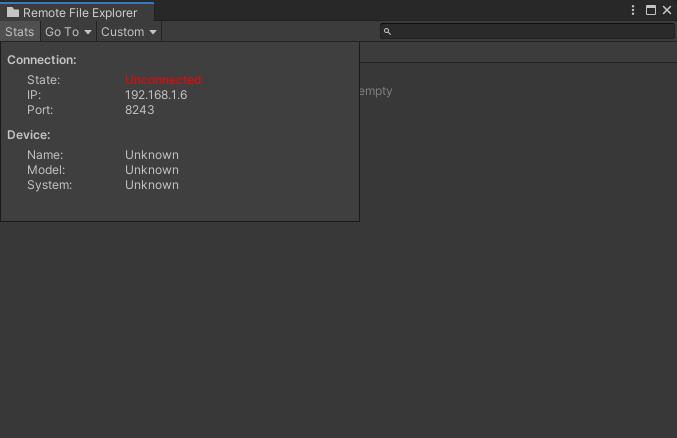 Remote File Explorer
Stats Go To Custom
Connection:
State: Unconnected
IP: 192.168.1.6
Port: 8243
empty
Device:
Name: Unknown
Model: Unknown
System: Unknown